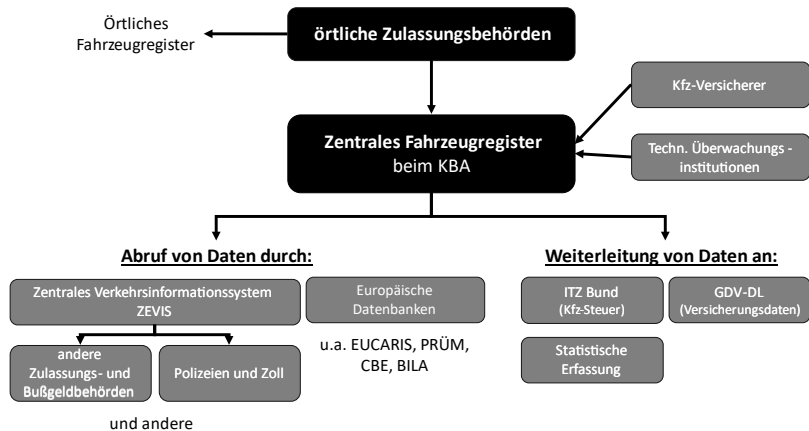 Örtliches
Fahrzeugregister
örtliche Zulassungsbehörden
Kfz-Versicherer
Zentrales Fahrzeugregister
beim KBA
Techn. Überwachungs -
institutionen
Abruf von Daten durch:
Weiterleitung von Daten an:
Zentrales Verkehrsinformationssystem
ZEVIS
Europäische
Datenbanken
ITZ Bund
(Kfz-Steuer)
GDV-DL
(Versicherungsdaten)
u.a. EUCARIS, PRÜM,
CBE, BILA
andere
Zulassungs- und
Bußgeldbehörden
Polizeien und Zoll
Statistische
Erfassung
und andere